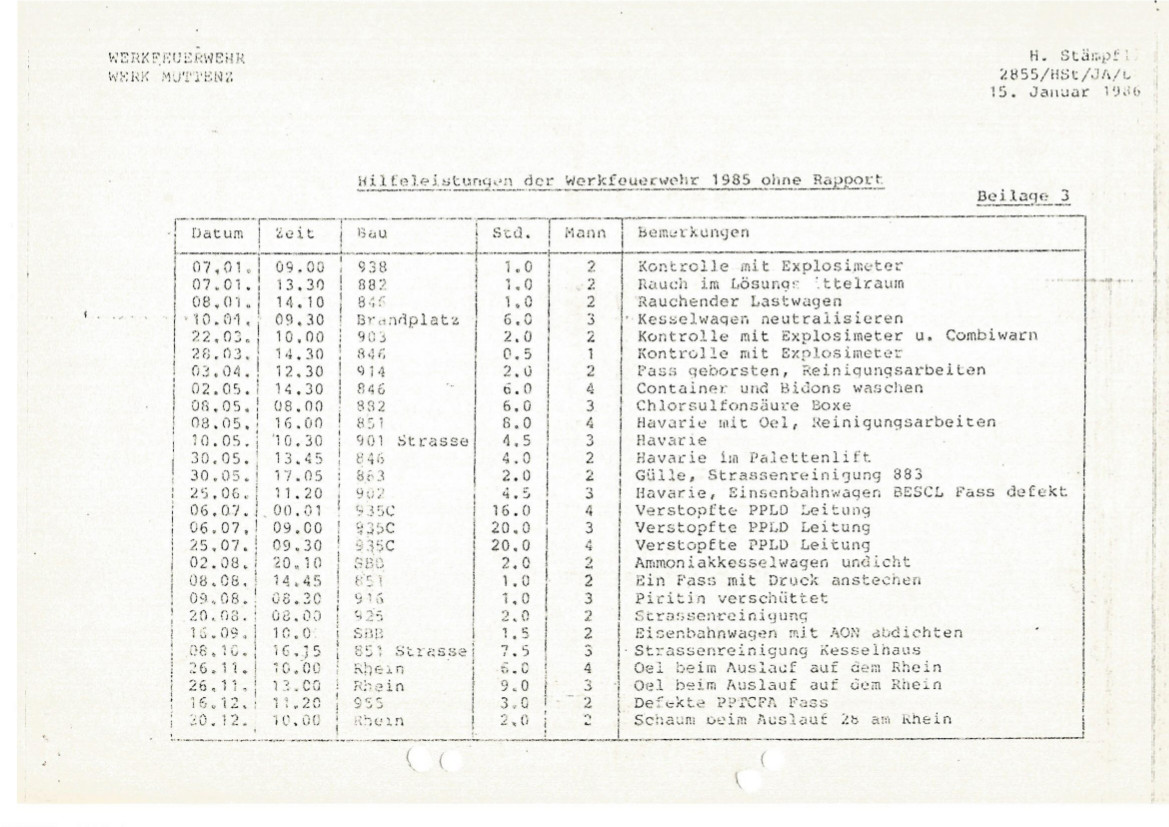 WERKFEUERWEHR
WERK MUTTENZ
H. Stämpfli
2855/HSt/JA/
15. Januar 1986
Hilfeleistungen der Werkfeuerwehr 1985 ohne Rapport
Beilage 3
Datum Zeit Bau Std. Mann Bemerkungen
07.01. 09.00 938 1.0 2 Kontrolle mit Explosimeter
07.01. 13.30 882 1.0 2 Rauch im Lösungsmittelraum
08.01. 14.10 846 1.0 2 Rauchender Lastwagen
10.01. 09.30 Brandplatz 6.0 3 Kesselwagen neutralisieren
22.03. 10.00 903 2.0 2 Kontrolle mit Explosimeter u. Combiwarn
28.03. 14.30 846 0.5 1 Kontrolle mit Explosimeter
03.04. 12.30 914 2.0 2 Fass geborsten, Reinigungsarbeiten
02.05. 14.30 846 6.0 4 Container und Bidons waschen
08.05. 08.00 882 6.0 3 Chlorsulfonsäure Boxe
08.05. 16.00 851 8.0 4 Havarie mit Oel, Reinigungsarbeiten
10.05. 10.30 901 Strasse 4.5 3 Havarie
30.05. 13.45 846 4.0 2 Havarie im Palettenlift
30.05. 17.05 863 2.0 2 Gülle, Strassenreinigung 883
25.06. 11.20 902 4.5 3 Havarie, Einsenbahnwagen BESCL Fass defekt
06.07. 00.01 935C 16.0 4 Verstopfte PPLD Leitung
06.07. 09.00 935C 20.0 3 Verstopfte PPLD Leitung
25.07. 09.30 935C 20.0 4 Verstopfte PPLD Leitung
02.08. 20.10 SBB 2.0 2 Ammoniakkesselwagen undicht
08.08. 14.45 851 1.0 2 Ein Fass mit Druck anstechen
09.08. 08.30 916 1.0 3 Piritin verschüttet
20.08. 08.00 925 2.0 2 Strassenreinigung
16.09. 10.0 SBB 1.5 2 Eisenbahnwagen mit AON abdichten
08.10. 16.15 851 Strasse 7.5 3 Strassenreinigung Kesselhaus
26.11. 10.00 Rhein 6.0 4 Oel beim Auslauf auf dem Rhein
26.11. 13.00 Rhein 9.0 3 Oel beim Auslauf auf dem Rhein
16.12. 11.20 955 3.0 2 Defekte PPTCFA Fass
30.12. 10.00 Rhein 2.0 2 Schaum beim Auslauf 28 am Rhein